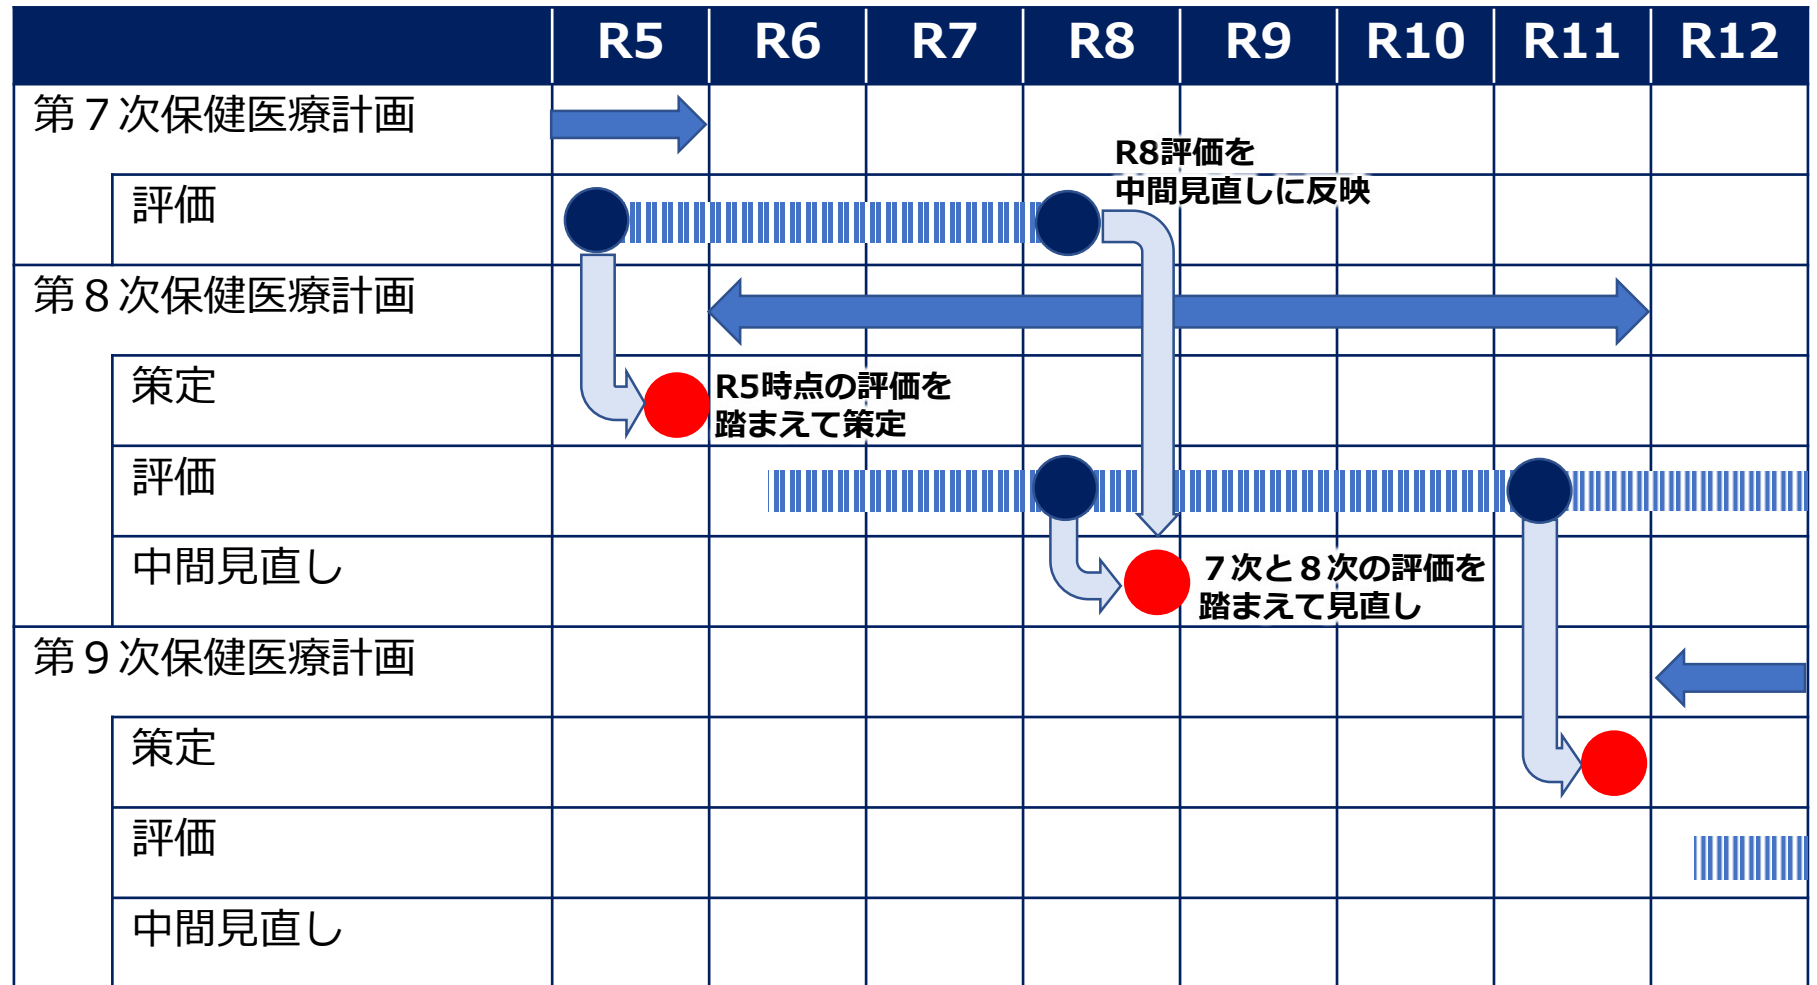 R5 R6 R7 R8 R9 R10 R11 R12
第７次保健医療計画
R8評価を
中間見直しに反映
評価
第８次保健医療計画
策定
R5時点の評価を
踏まえて策定
評価
中間見直し
７次と８次の評価を
踏まえて見直し
第９次保健医療計画
策定
評価
中間見直し